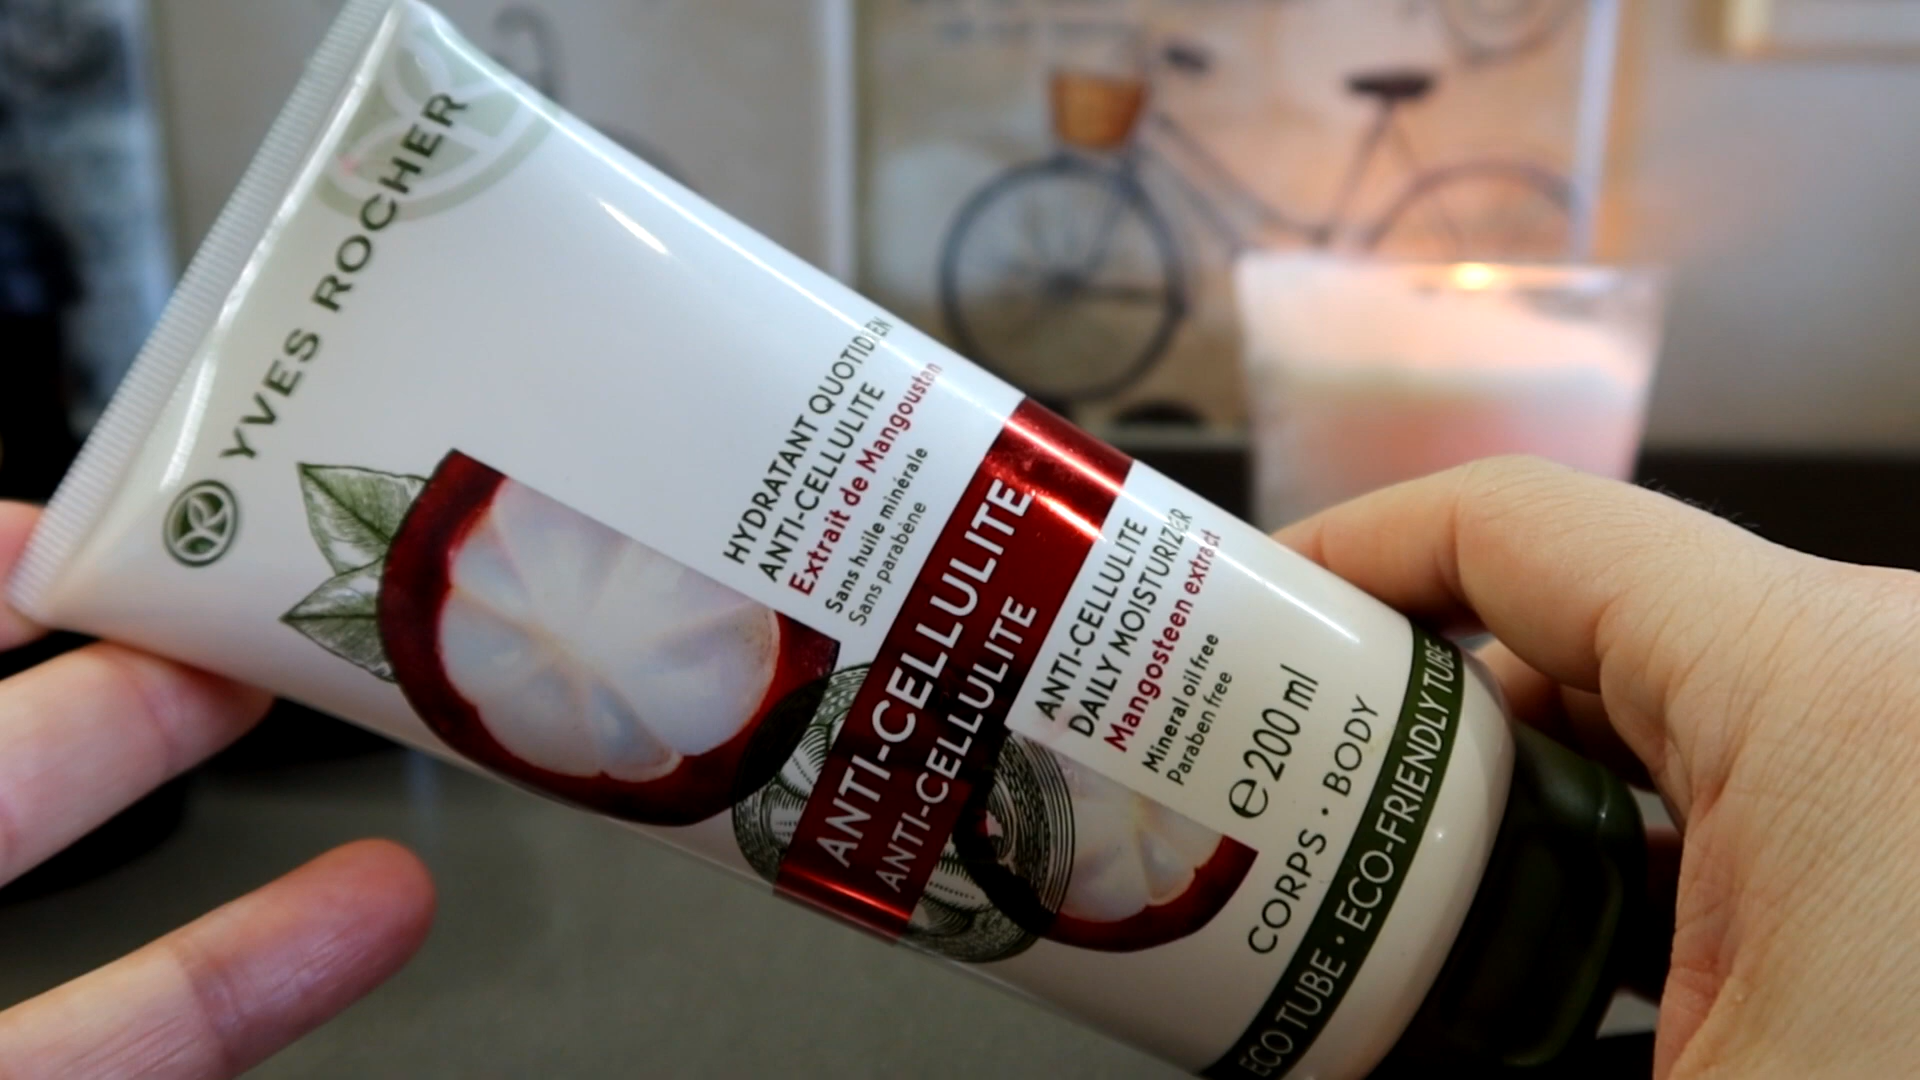 YVES ROCHER
HYDRATANT QUOTIDIEN
ANTI-CELLULITE
Extrait de Mangoustan
Sans huile minérale
Sans parabène
ANTI-CELLULITE
ANTI-CELLULITE
ANTI-CELLULITE
DAILY MOISTURIZER
Mangosteen extract
Mineral oil free
Paraben free
℮ 200 ml
CORPS · BODY
ECO TUBE · ECO-FRIENDLY TUBE